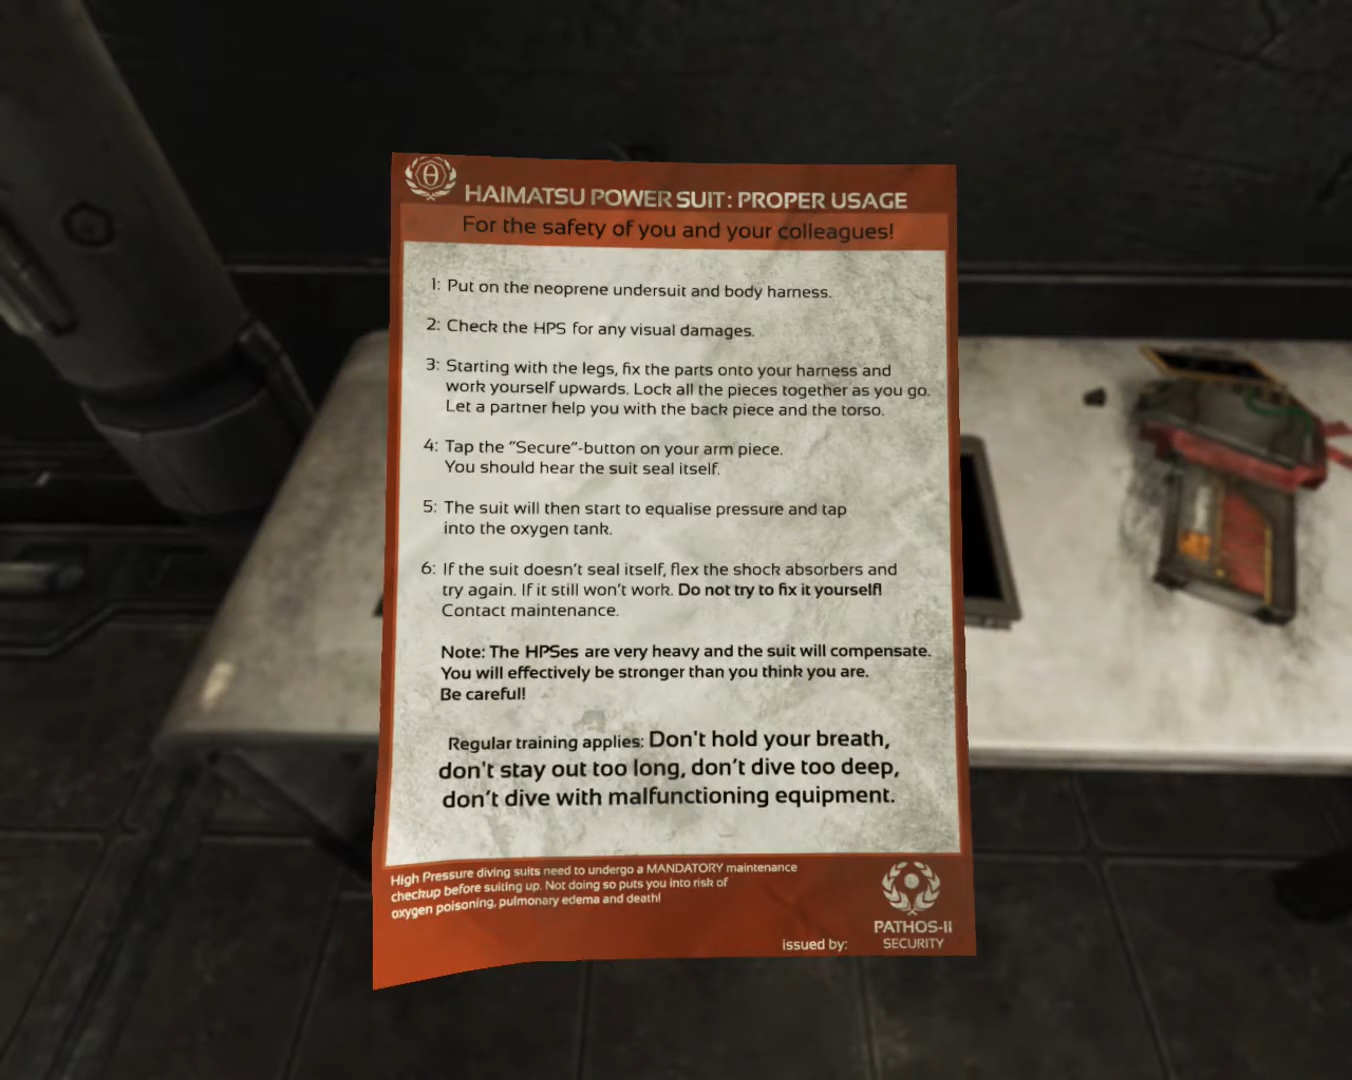 HAIMATSU POWER SUIT: PROPER USAGE
For the safety of you and your colleagues!
1: Put on the neoprene undersuit and body harness.
2: Check the HPS for any visual damages.
3: Starting with the legs, fix the parts onto your harness and
work yourself upwards. Lock all the pieces together as you go.
Let a partner help you with the back piece and the torso.
4: Tap the "Secure"-button on your arm piece.
You should hear the suit seal itself.
5: The suit will then start to equalise pressure and tap
into the oxygen tank.
6: If the suit doesn't seal itself, flex the shock absorbers and
try again. If it still won't work. Do not try to fix it yourself!
Contact maintenance.
Note: The HPSes are very heavy and the suit will compensate.
You will effectively be stronger than you think you are.
Be careful!
Regular training applies: Don't hold your breath,
don't stay out too long, don't dive too deep,
don't dive with malfunctioning equipment.
High Pressure diving suits need to undergo a MANDATORY maintenance
checkup before suiting up. Not doing so puts you into risk of
oxygen poisoning, pulmonary edema and death!
issued by:
PATHOS-II
SECURITY